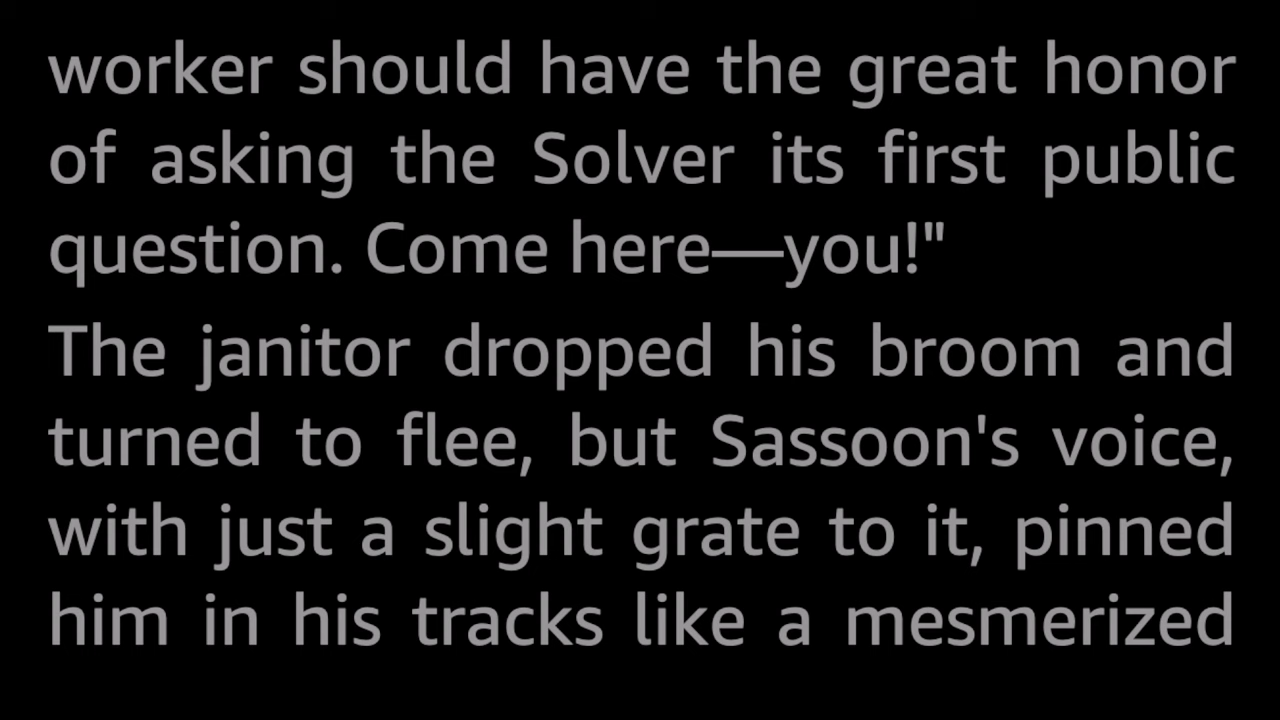 worker should have the great honor
of asking the Solver its first public
question. Come here—you!"
The janitor dropped his broom and
turned to flee, but Sassoon's voice,
with just a slight grate to it, pinned
him in his tracks like a mesmerized